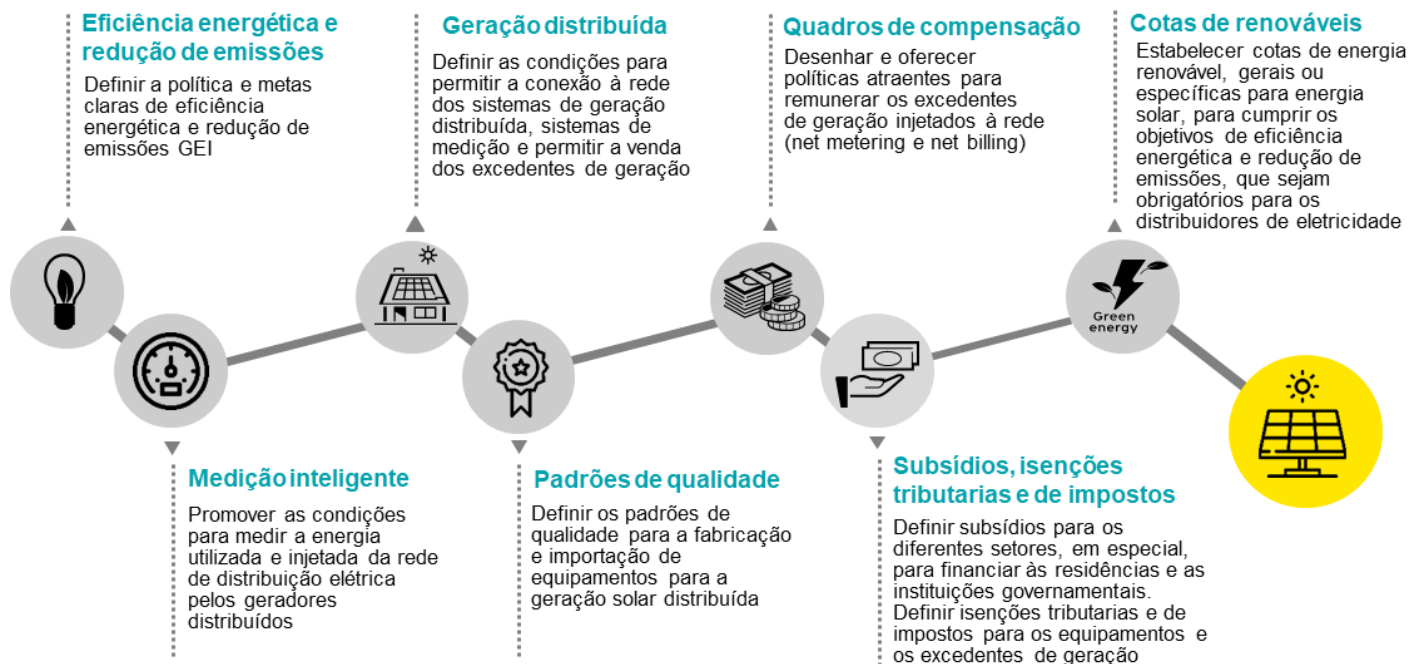 Eficiência energética e
redução de emissões
Definir a política e metas
claras de eficiência
energética e redução de
emissões GEI
Geração distribuída
Definir as condições para
permitir a conexão à rede
dos sistemas de geração
distribuída, sistemas de
medição e permitir a venda
dos excedentes de geração
Quadros de compensação
Desenhar e oferecer
políticas atraentes para
remunerar os excedentes
de geração injetados à rede
(net metering e net billing)
Cotas de renováveis
Estabelecer cotas de energia
renovável, gerais ou
específicas para energia
solar, para cumprir os
objetivos de eficiência
energética e redução de
emissões, que sejam
obrigatórios para os
distribuidores de eletricidade
Green
energy
Medição inteligente
Promover as condições
para medir a energia
utilizada e injetada da rede
de distribuição elétrica
pelos geradores
distribuídos
Padrões de qualidade
Definir os padrões de
qualidade para a fabricação
e importação de
equipamentos para a
geração solar distribuída
Subsídios, isenções
tributarias e de impostos
Definir subsídios para os
diferentes setores, em especial,
para financiar às residências e as
instituições governamentais.
Definir isenções tributarias e de
impostos para os equipamentos e
os excedentes de geração